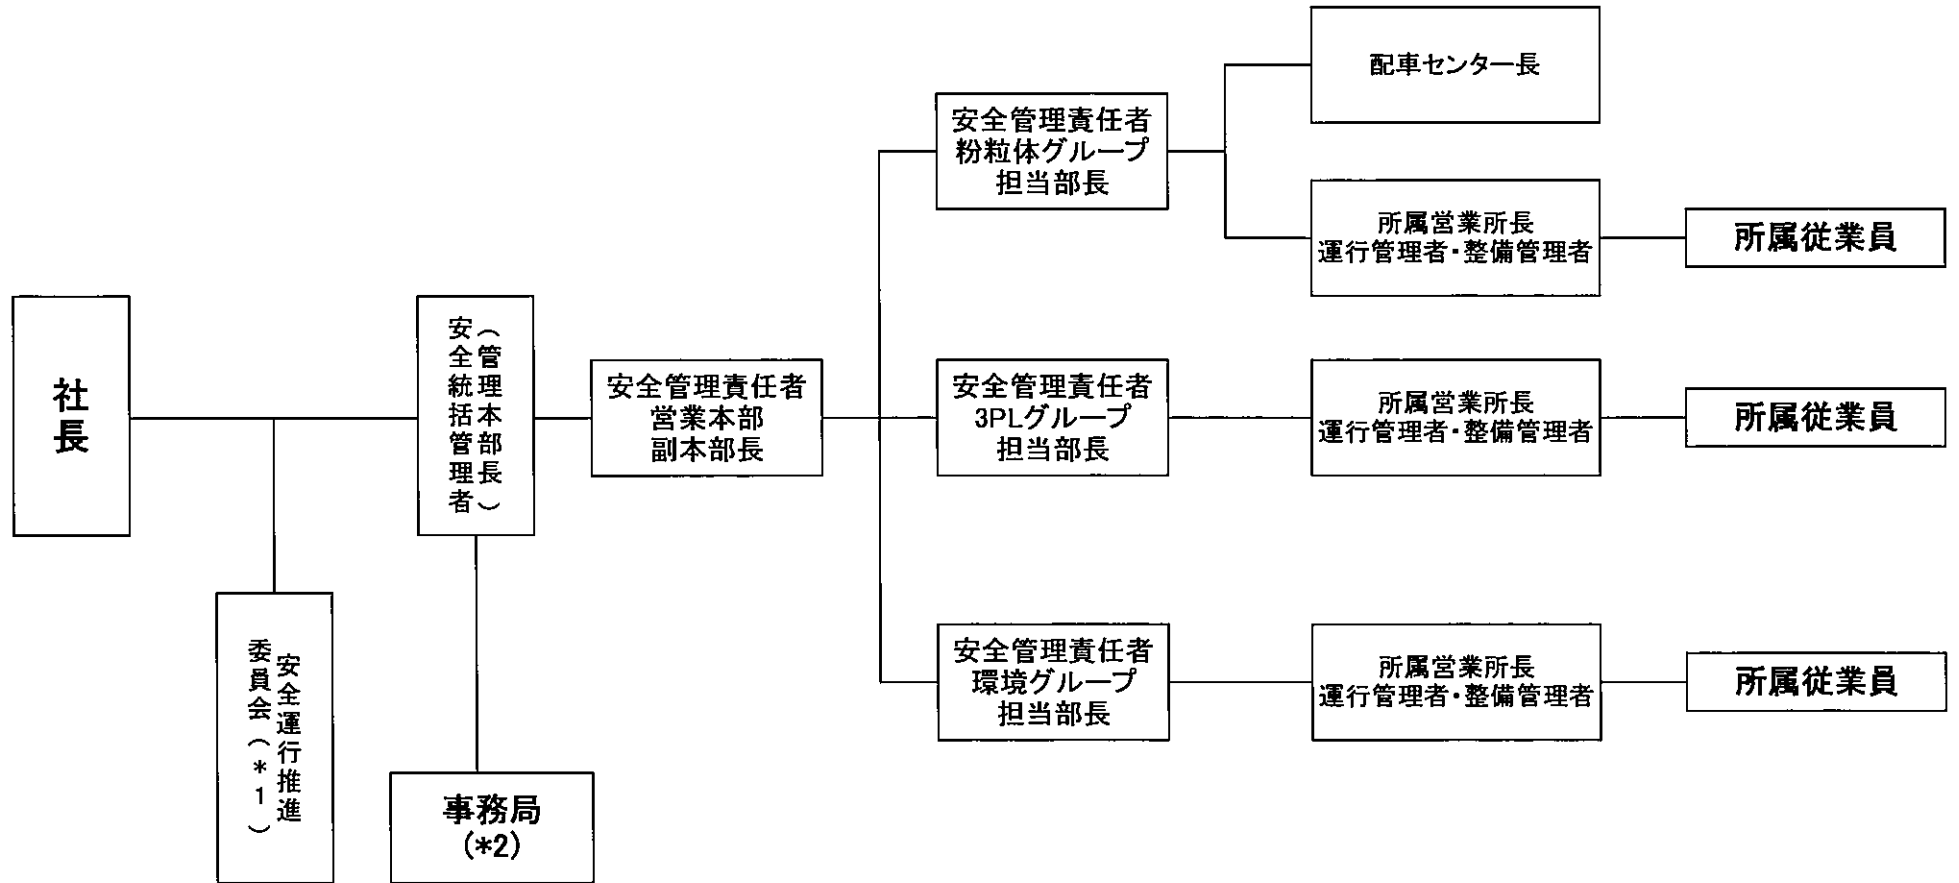 社長
安全運行推進
委員会(*1)
(管理本部長)
安全統括管理者
事務局
(*2)
安全管理責任者
営業本部
副本部長
安全管理責任者
粉粒体グループ
担当部長
配車センター長
所属営業所長
運行管理者・整備管理者
所属従業員
安全管理責任者
3PLグループ
担当部長
所属営業所長
運行管理者・整備管理者
所属従業員
安全管理責任者
環境グループ
担当部長
所属営業所長
運行管理者・整備管理者
所属従業員